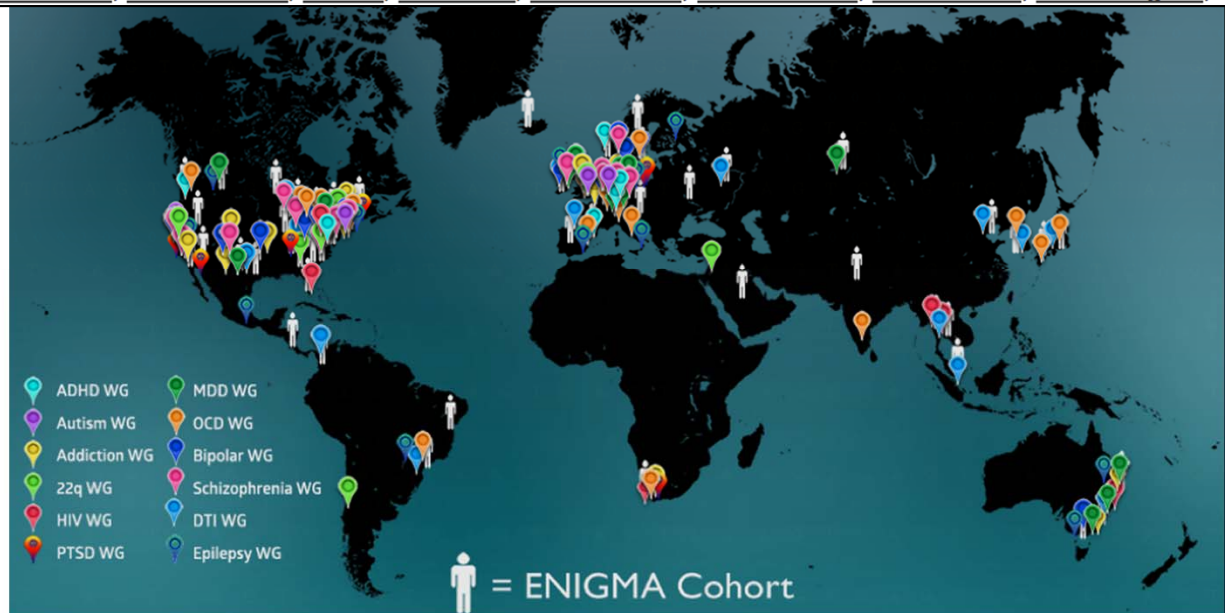 ADHD WG
Autism WG
Addiction WG
22q WG
HIV WG
PTSD WG
MDD WG
OCD WG
Bipolar WG
Schizophrenia WG
DTI WG
Epilepsy WG
= ENIGMA Cohort